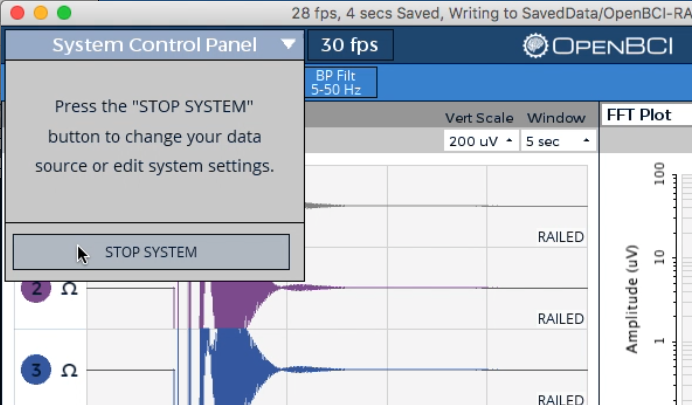 28 fps, 4 secs Saved, Writing to SavedData/OpenBCI-RA
System Control Panel
30 fps
OPENBCI
BP Filt
5-50 Hz
Press the "STOP SYSTEM"
button to change your data
source or edit system settings.
STOP SYSTEM
Vert Scale
Window
200 uV
5 sec
FFT Plot
RAILED
2 Ω
RAILED
3 Ω
RAILED
Amplitude (uV)
100
10
1